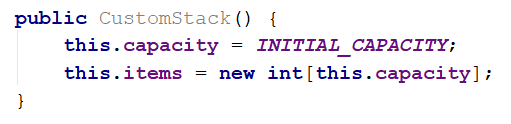 public CustomStack() {
    this.capacity = INITIAL_CAPACITY;
    this.items = new int[this.capacity];
}